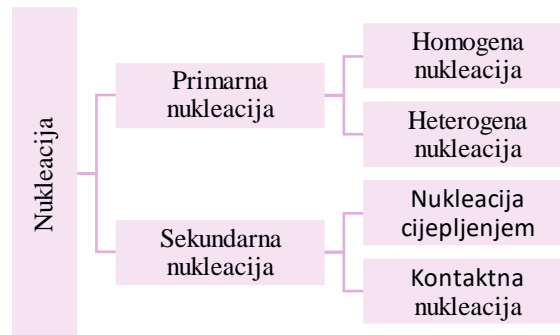 Nukleacija
Primarna
nukleacija
Homogena
nukleacija
Heterogena
nukleacija
Sekundarna
nukleacija
Nukleacija
cijepljenjem
Kontaktna
nukleacija